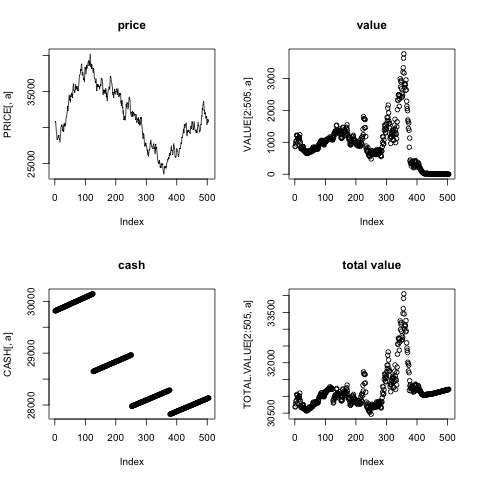 price
PRICE[, a]
25000
35000
0 100 200 300 400 500
Index
value
VALUE[2:505, a]
0 1000 2000 3000
0 100 200 300 400 500
Index
cash
CASH[, a]
28000 29000 30000
0 100 200 300 400 500
Index
total value
TOTAL.VALUE[2:505, a]
30500 32000 33500
0 100 200 300 400 500
Index